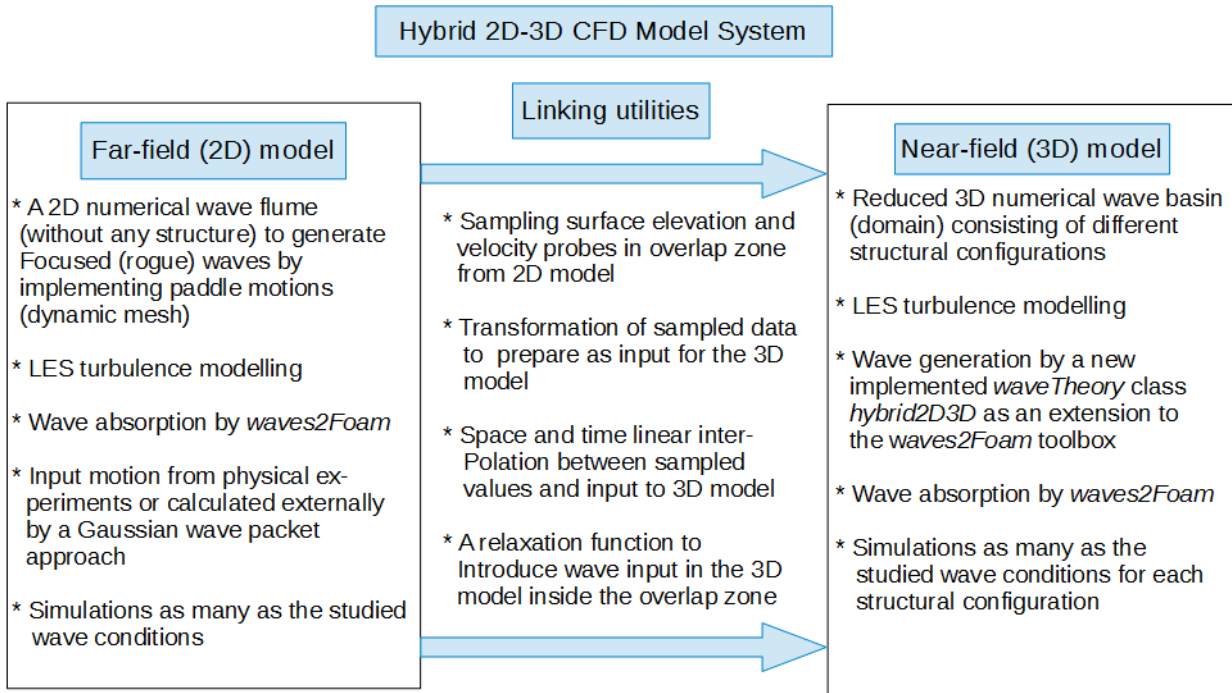 Hybrid 2D-3D CFD Model System
Far-field (2D) model
* A 2D numerical wave flume
(without any structure) to generate
Focused (rogue) waves by
implementing paddle motions
(dynamic mesh)
* LES turbulence modelling
* Wave absorption by waves2Foam
* Input motion from physical ex-
periments or calculated externally
by a Gaussian wave packet
approach
* Simulations as many as the studied
wave conditions
Linking utilities
* Sampling surface elevation and
velocity probes in overlap zone
from 2D model
* Transformation of sampled data
to prepare as input for the 3D
model
* Space and time linear inter-
Polation between sampled
values and input to 3D model
* A relaxation function to
Introduce wave input in the 3D
model inside the overlap zone
Near-field (3D) model
* Reduced 3D numerical wave basin
(domain) consisting of different
structural configurations
* LES turbulence modelling
* Wave generation by a new
implemented waveTheory class
hybrid2D3D as an extension to
the waves2Foam toolbox
* Wave absorption by waves2Foam
* Simulations as many as the
studied wave conditions for each
structural configuration